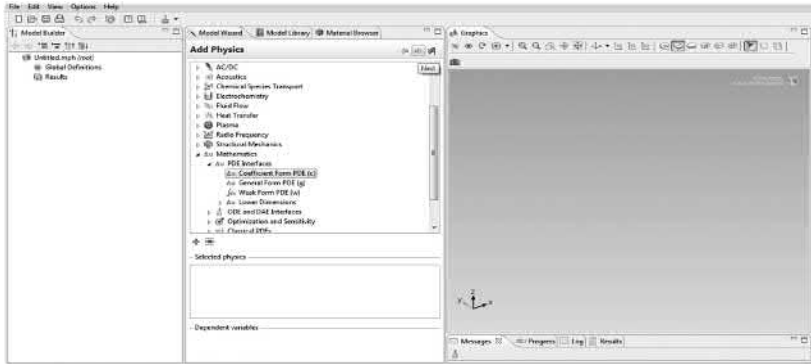 File Edit View Options Help
Model Builder
Untitled.mph (root)
Global Definitions
Results
Model Wizard Model Library Material Browser
Add Physics
Next
AC/DC
Acoustics
Chemical Species Transport
Electrochemistry
Fluid Flow
Heat Transfer
Plasma
Radio Frequency
Structural Mechanics
Mathematics
PDE Interfaces
Coefficient Form PDE (c)
General Form PDE (g)
Weak Form PDE (w)
Lower Dimensions
ODE and DAE Interfaces
Optimization and Sensitivity
Classical PDEs
Selected physics
Dependent variables
Graphics
z
y
x
Messages Progress Log Results